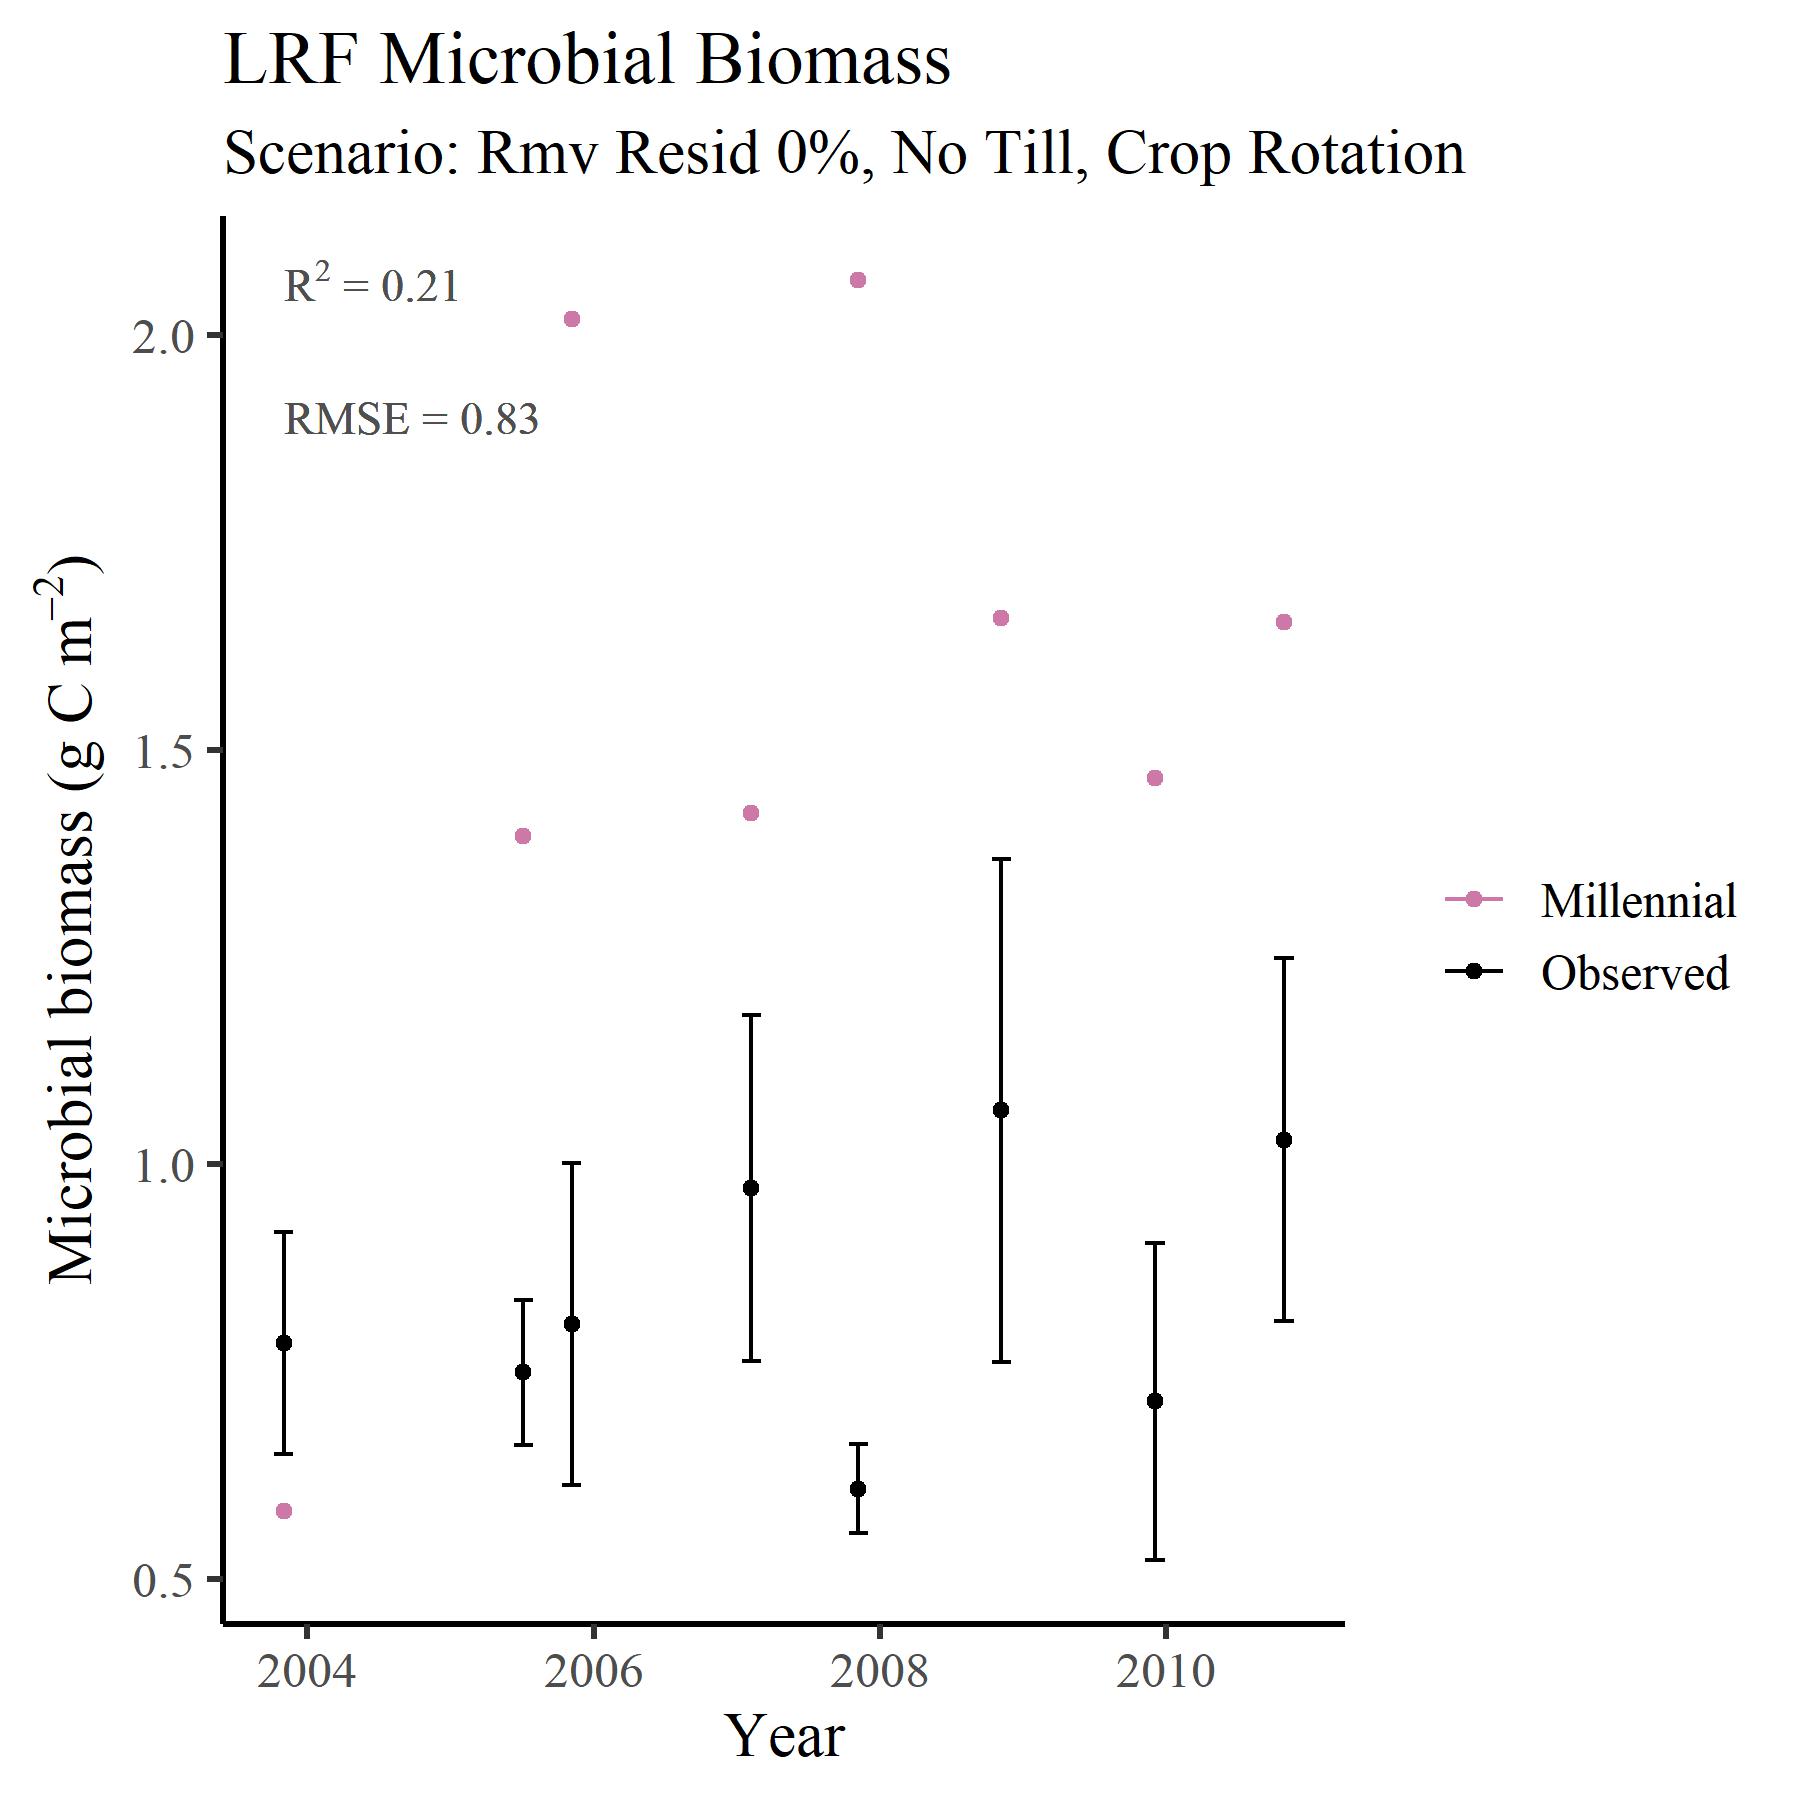 LRF Microbial Biomass
Scenario: Rmv Resid 0%, No Till, Crop Rotation
R² = 0.21
RMSE = 0.83
Microbial biomass (g C m⁻²)
2.0
1.5
1.0
0.5
Millennial
Observed
2004 2006 2008 2010
Year